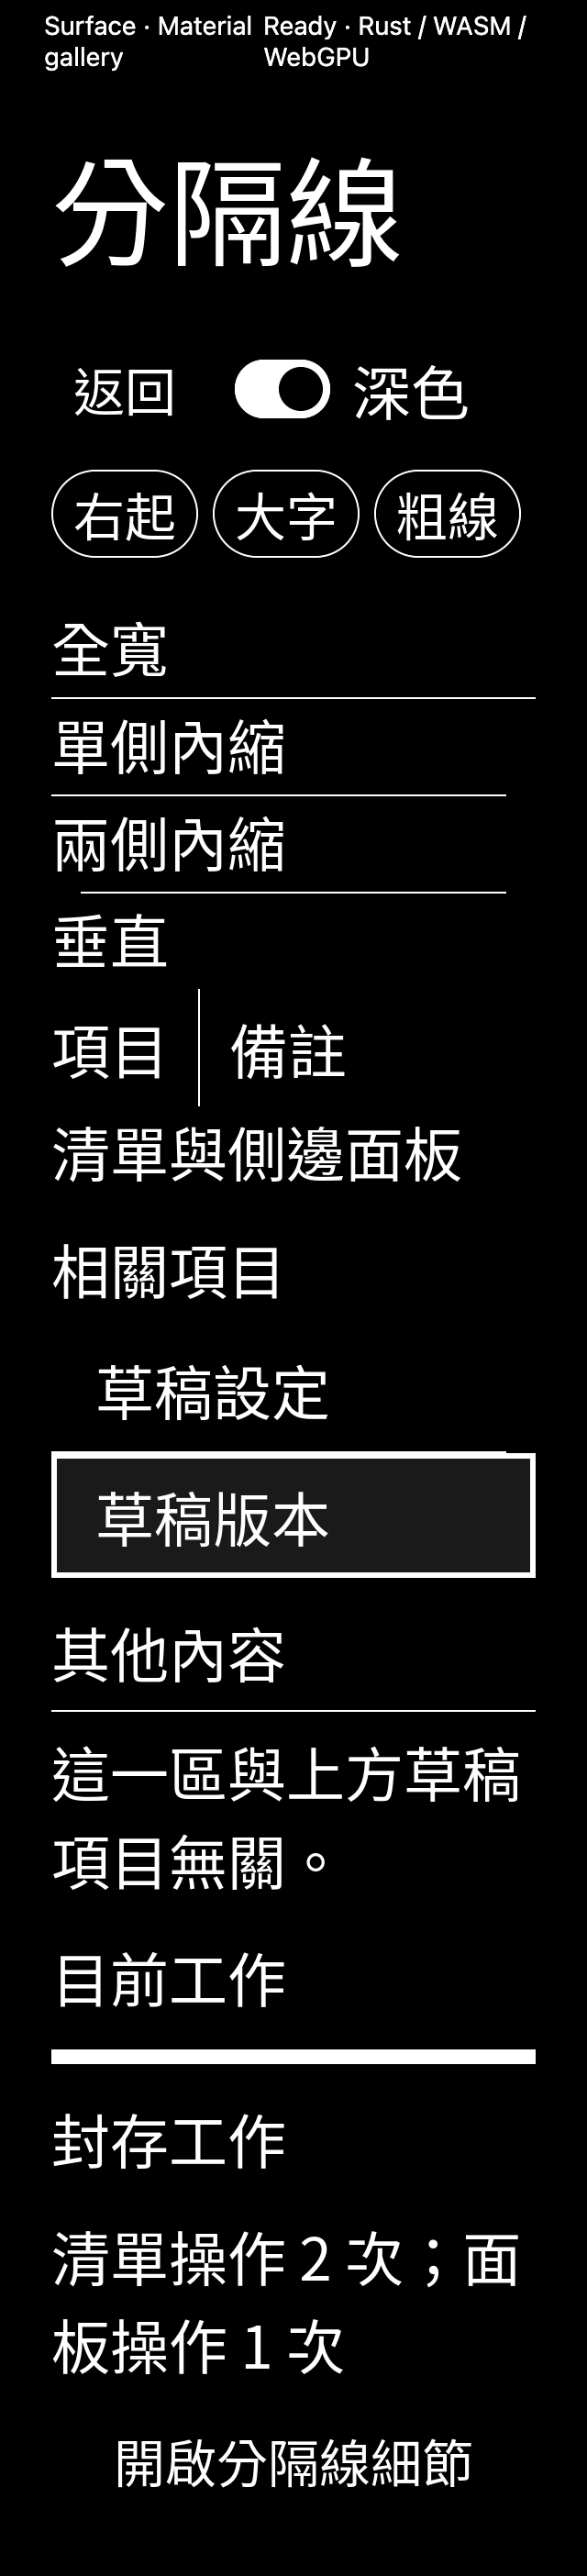 Surface · Material gallery
Ready · Rust / WASM / WebGPU
分隔線
返回
深色
右起 大字 粗線
全寬
單側內縮
兩側內縮
垂直
項目 備註
清單與側邊面板
相關項目
草稿設定
草稿版本
其他內容
這一區與上方草稿
項目無關。
目前工作
封存工作
清單操作 2 次；面
板操作 1 次
開啟分隔線細節